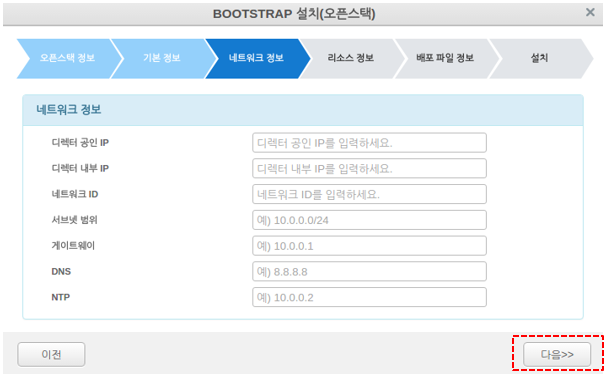 BOOTSTRAP 설치(오픈스택)
×
오픈스택 정보 기본 정보 네트워크 정보 리소스 정보 배포 파일 정보 설치
네트워크 정보
디렉터 공인 IP 디렉터 공인 IP를 입력하세요.
디렉터 내부 IP 디렉터 내부 IP를 입력하세요.
네트워크 ID 네트워크 ID를 입력하세요.
서브넷 범위 예) 10.0.0.0/24
게이트웨이 예) 10.0.0.1
DNS 예) 8.8.8.8
NTP 예) 10.0.0.2
이전 다음>>